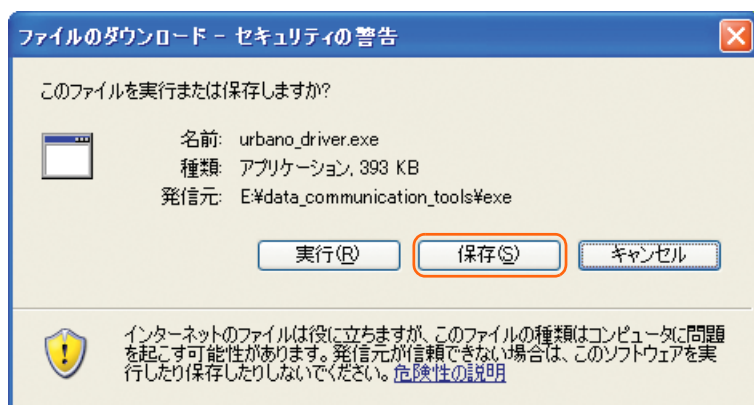 ファイルのダウンロード - セキュリティの警告
このファイルを実行または保存しますか?
名前: urbano_driver.exe
種類: アプリケーション, 393 KB
発信元: E:¥data_communication_tools¥exe
実行(R) 保存(S) キャンセル
インターネットのファイルは役に立ちますが、このファイルの種類はコンピュータに問題
を起こす可能性があります。発信元が信頼できない場合は、このソフトウェアを実
行したり保存したりしないでください。危険性の説明